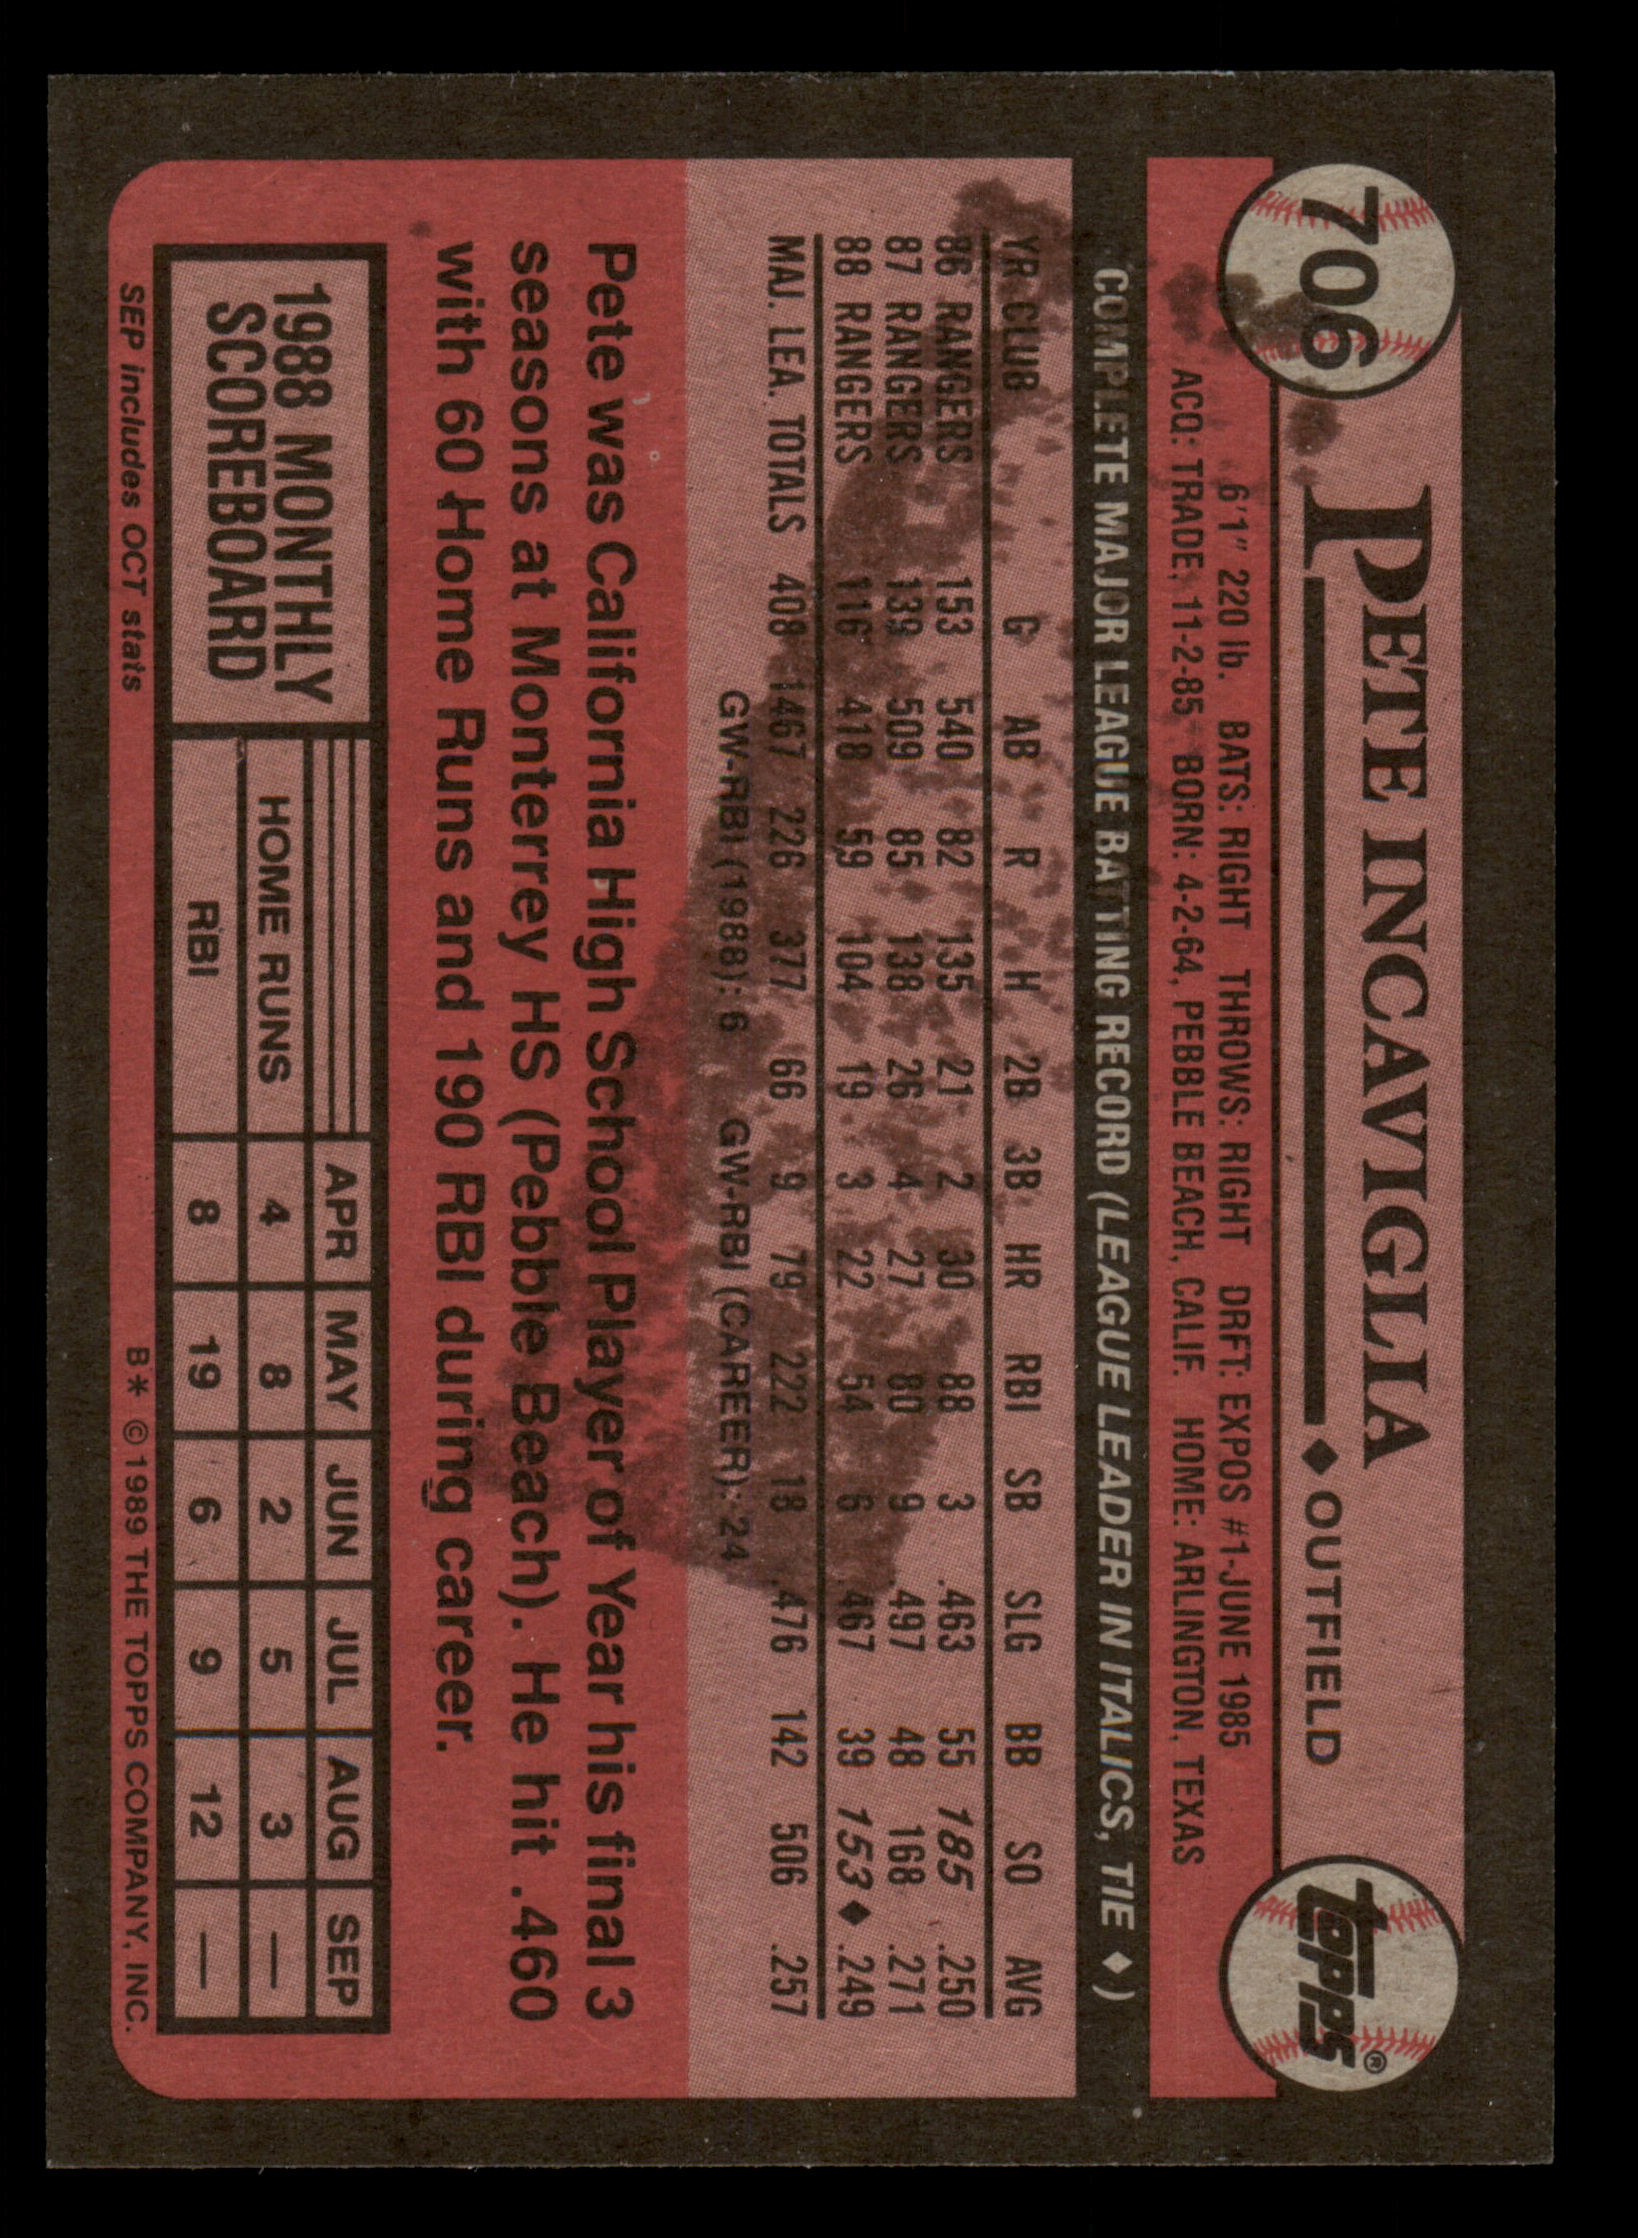 706
PETE INCAVIGLIA
◆ OUTFIELD
topps®
6'1" 220 lb. BATS: RIGHT THROWS: RIGHT DRFT: EXPOS #1-JUNE 1985
ACQ: TRADE, 11-2-85 BORN: 4-2-64, PEBBLE BEACH, CALIF. HOME: ARLINGTON, TEXAS
COMPLETE MAJOR LEAGUE BATTING RECORD (LEAGUE LEADER IN ITALICS, TIE ◆)
YR CLUB G AB R H 2B 3B HR RBI SB SLG BB SO AVG
86 RANGERS 153 540 82 135 21 2 30 88 3 .463 55 185 .250
87 RANGERS 139 509 85 138 26 4 27 80 9 .497 48 168 .271
88 RANGERS 116 418 59 104 19 3 22 54 6 .467 39 153◆ .249
MAJ. LEA. TOTALS 408 1467 226 377 66 9 79 222 18 .476 142 506 .257
GW-RBI (1988): 6 GW-RBI (CAREER): 24
Pete was California High School Player of Year his final 3
seasons at Monterrey HS (Pebble Beach). He hit .460
with 60 Home Runs and 190 RBI during career.
1988 MONTHLY
SCOREBOARD
APR MAY JUN JUL AUG SEP
HOME RUNS 4 8 2 5 3 —
RBI 8 19 6 9 12 —
SEP includes OCT stats
B* © 1989 THE TOPPS COMPANY, INC.